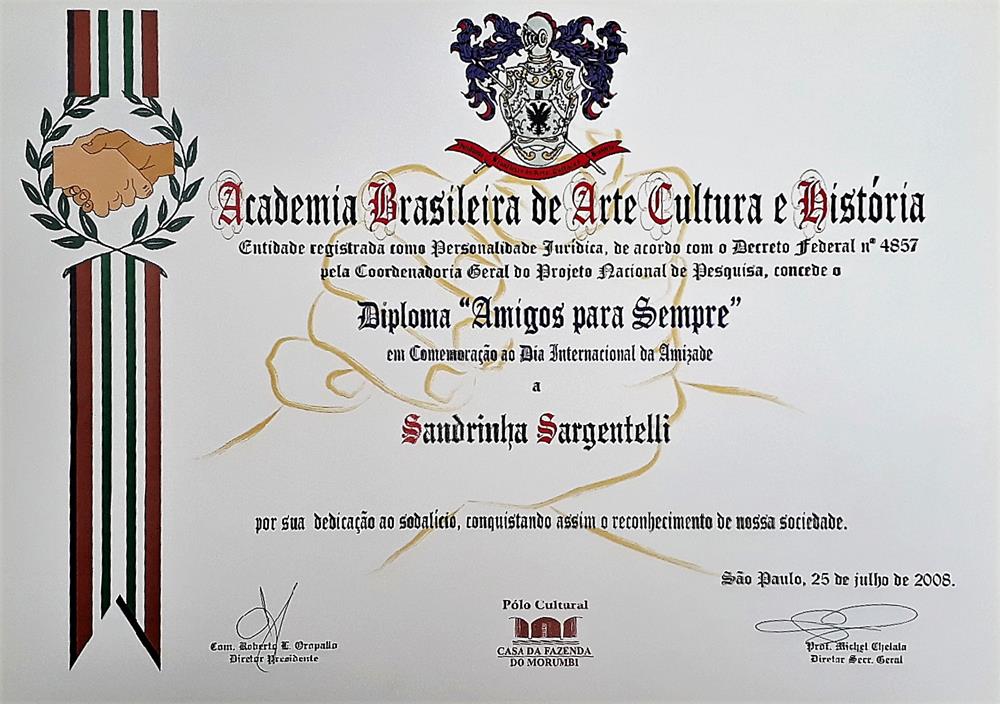 Academia Brasileira de Arte Cultura e História
Entidade registrada como Personalidade Jurídica, de acordo com o Decreto Federal nº 4857
pela Coordenadoria Geral do Projeto Nacional de Pesquisa, concede o
Diploma “Amigos para Sempre”
em Comemoração ao Dia Internacional da Amizade
a
Sandrinha Sargentelli
por sua dedicação ao sodalício, conquistando assim o reconhecimento de nossa sociedade.
São Paulo, 25 de julho de 2008.
Com. Roberto L. Oropallo
Diretor Presidente
Pólo Cultural
CASA DA FAZENDA
DO MORUMBI
Prof. Michel Chelala
Diretor Secr. Geral